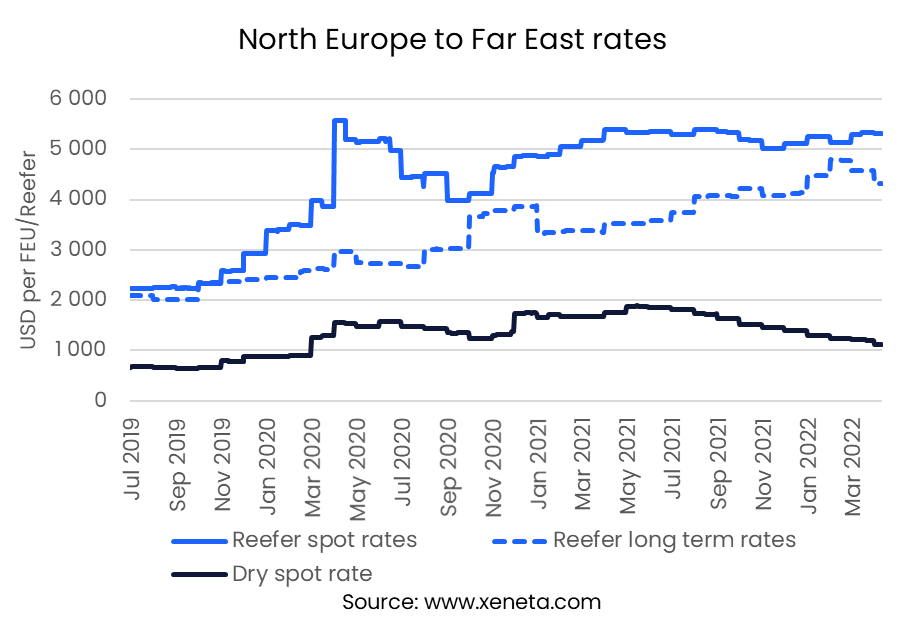 North Europe to Far East rates
USD per FEU/Reefer
6 000
5 000
4 000
3 000
2 000
1 000
0
Jul 2019
Sep 2019
Nov 2019
Jan 2020
Mar 2020
May 2020
Jul 2020
Sep 2020
Nov 2020
Jan 2021
Mar 2021
May 2021
Jul 2021
Sep 2021
Nov 2021
Jan 2022
Mar 2022
Reefer spot rates
Reefer long term rates
Dry spot rate
Source: www.xeneta.com